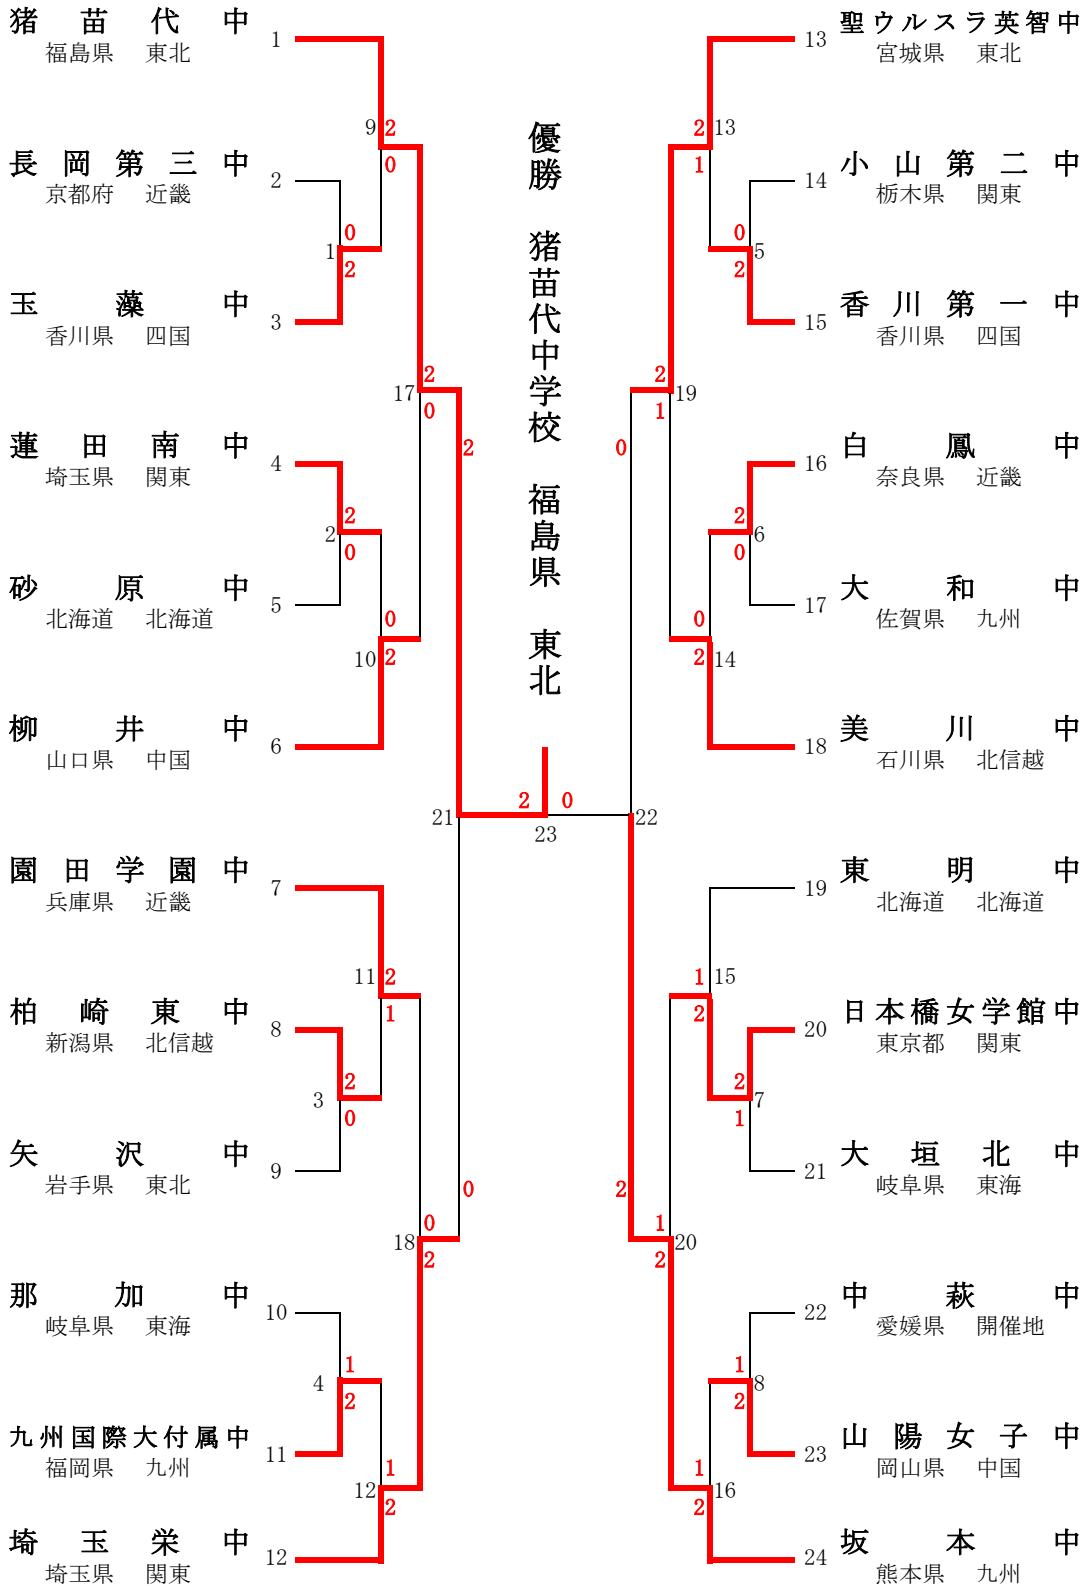 猪苗代中
1
福島県 東北
9
2
0
長岡第三中
2
京都府 近畿
1
0
2
玉藻中
3
香川県 四国
17
2
0
蓮田南中
4
埼玉県 関東
2
2
0
砂原中
5
北海道 北海道
10
0
2
柳井中
6
山口県 中国
21
2
0
園田学園中
7
兵庫県 近畿
11
2
1
柏崎東中
8
新潟県 北信越
3
2
0
矢沢中
9
岩手県 東北
18
0
2
那加中
10
岐阜県 東海
4
1
2
九州国際大付属中
11
福岡県 九州
12
1
2
埼玉栄中
12
埼玉県 関東
優勝 猪苗代中学校 福島県 東北
2
0
23
13
聖ウルスラ英智中
宮城県 東北
2
13
1
14
小山第二中
栃木県 関東
0
5
2
15
香川第一中
香川県 四国
2
19
1
16
白鳳中
奈良県 近畿
2
6
0
17
大和中
佐賀県 九州
0
14
2
18
美川中
石川県 北信越
0
22
2
19
東明中
北海道 北海道
1
15
2
20
日本橋女学館中
東京都 関東
2
7
1
21
大垣北中
岐阜県 東海
1
20
2
22
中萩中
愛媛県 開催地
1
8
2
23
山陽女子中
岡山県 中国
1
16
2
24
坂本中
熊本県 九州